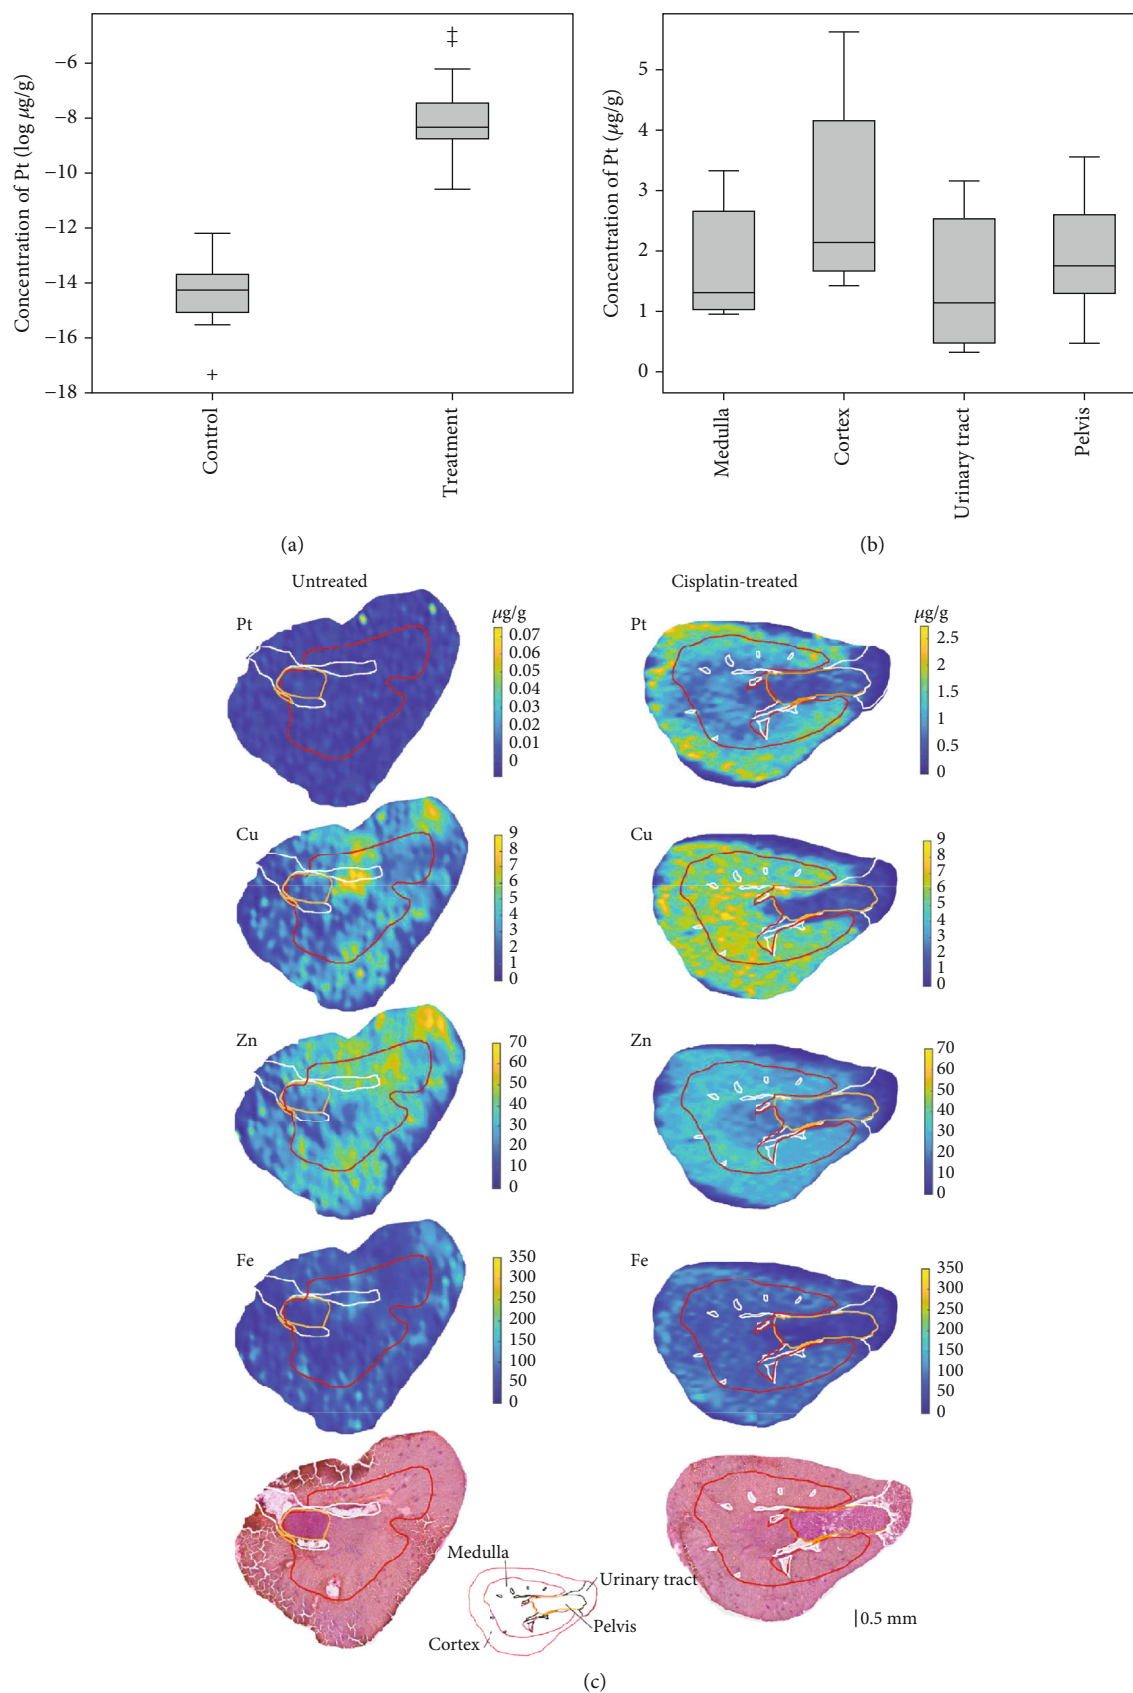 Concentration of Pt (log μg/g)
−6
−8
−10
−12
−14
−16
−18
Control
Treatment
(a)
Concentration of Pt (μg/g)
5
4
3
2
1
0
Medulla
Cortex
Urinary tract
Pelvis
(b)
Untreated
Cisplatin-treated
Pt
μg/g
0.07
0.06
0.05
0.04
0.03
0.02
0.01
0
Pt
μg/g
2.5
2
1.5
1
0.5
0
Cu
9
8
7
6
5
4
3
2
1
0
Cu
9
8
7
6
5
4
3
2
1
0
Zn
70
60
50
40
30
20
10
0
Zn
70
60
50
40
30
20
10
0
Fe
350
300
250
200
150
100
50
0
Fe
350
300
250
200
150
100
50
0
Medulla
Urinary tract
Pelvis
Cortex
0.5 mm
(c)